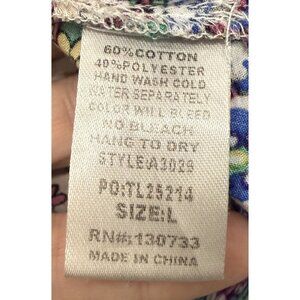 60%COTTON
40%POLYESTER
HAND WASH COLD
WATER SEPARATELY
COLOR WILL BLEED
NO BLEACH
HANG TO DRY
STYLE:A3029
PO:TL25214
SIZE:L
RN#:130733
MADE IN CHINA